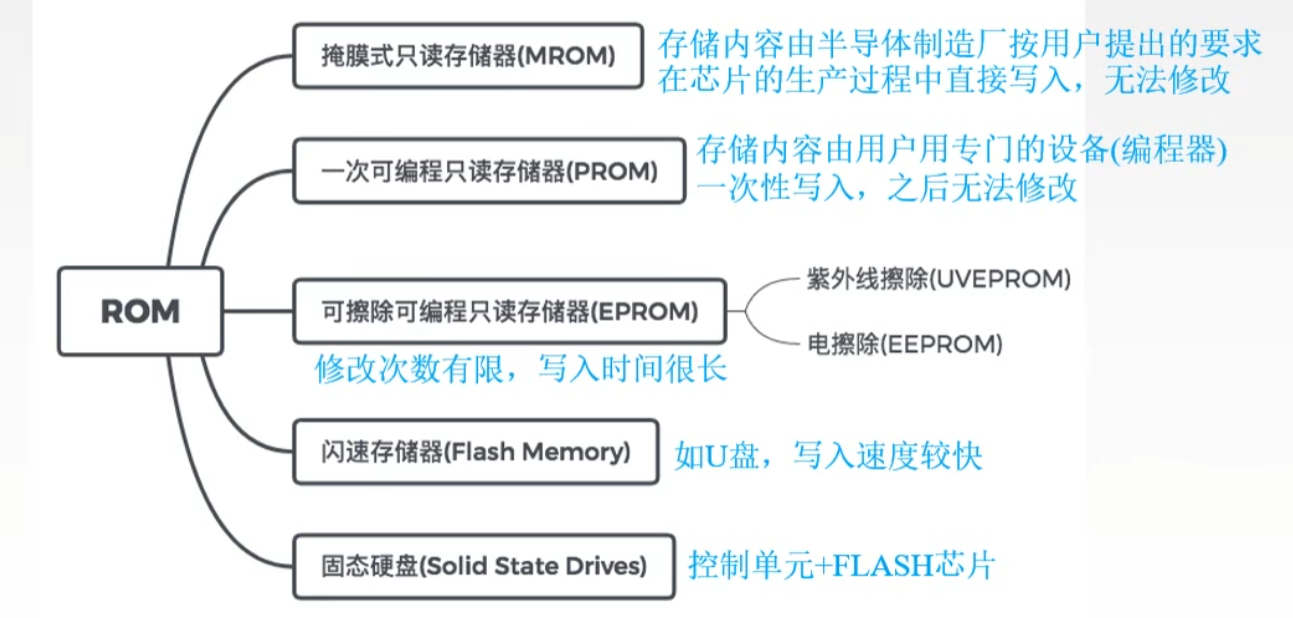 掩膜式只读存储器(MROM)
存储内容由半导体制造厂按用户提出的要求
在芯片的生产过程中直接写入，无法修改
一次可编程只读存储器(PROM)
存储内容由用户用专门的设备(编程器)
一次性写入，之后无法修改
ROM
可擦除可编程只读存储器(EPROM)
紫外线擦除(UVEPROM)
电擦除(EEPROM)
修改次数有限，写入时间很长
闪速存储器(Flash Memory)
如U盘，写入速度较快
固态硬盘(Solid State Drives)
控制单元+FLASH芯片